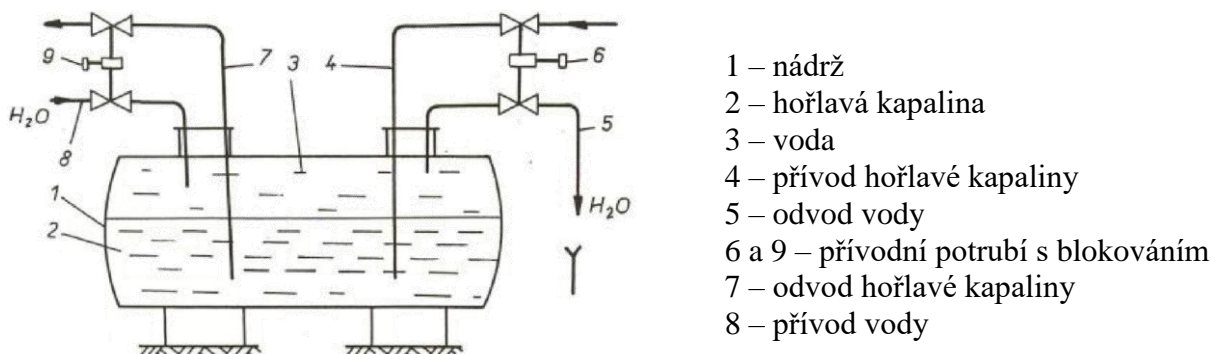 9
7
3
4
6
H₂O
8
5
1
2
H₂O
1 – nádrž
2 – hořlavá kapalina
3 – voda
4 – přívod hořlavé kapaliny
5 – odvod vody
6 a 9 – přívodní potrubí s blokováním
7 – odvod hořlavé kapaliny
8 – přívod vody